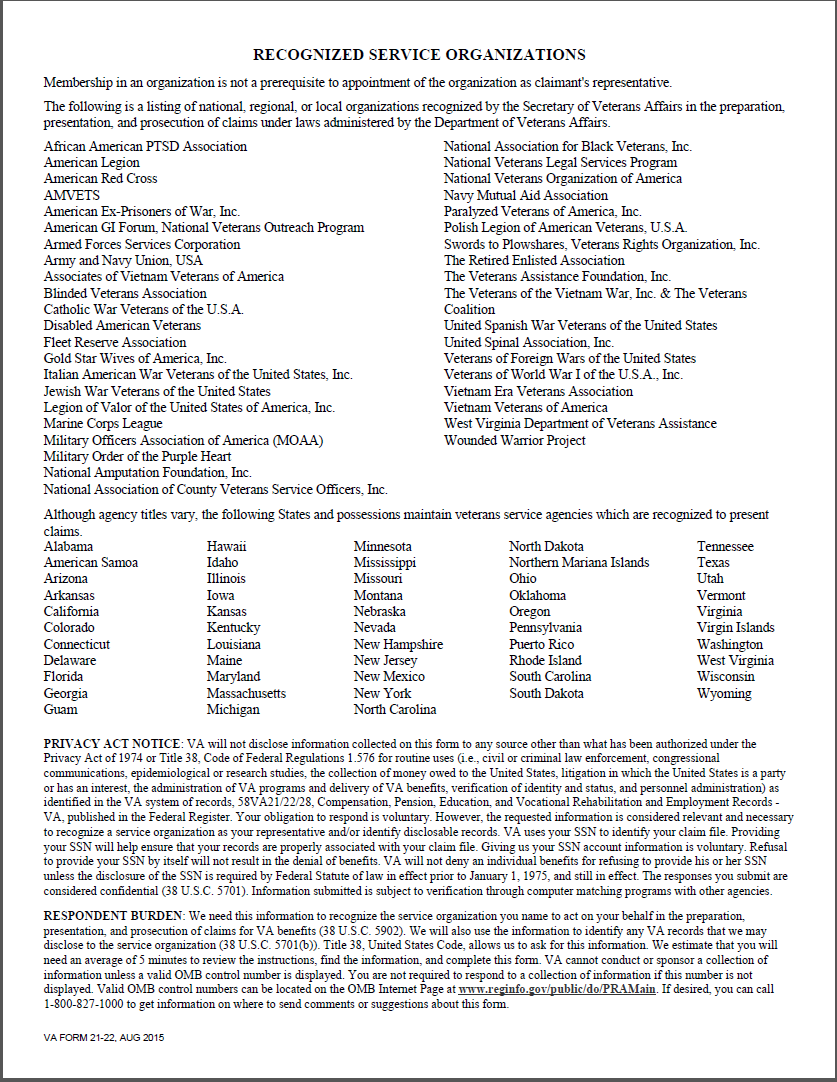 RECOGNIZED SERVICE ORGANIZATIONS
Membership in an organization is not a prerequisite to appointment of the organization as claimant's representative.
The following is a listing of national, regional, or local organizations recognized by the Secretary of Veterans Affairs in the preparation,
presentation, and prosecution of claims under laws administered by the Department of Veterans Affairs.
African American PTSD Association
American Legion
American Red Cross
AMVETS
American Ex-Prisoners of War, Inc.
American GI Forum, National Veterans Outreach Program
Armed Forces Services Corporation
Army and Navy Union, USA
Associates of Vietnam Veterans of America
Blinded Veterans Association
Catholic War Veterans of the U.S.A.
Disabled American Veterans
Fleet Reserve Association
Gold Star Wives of America, Inc.
Italian American War Veterans of the United States, Inc.
Jewish War Veterans of the United States
Legion of Valor of the United States of America, Inc.
Marine Corps League
Military Officers Association of America (MOAA)
Military Order of the Purple Heart
National Amputation Foundation, Inc.
National Association of County Veterans Service Officers, Inc.
National Association for Black Veterans, Inc.
National Veterans Legal Services Program
National Veterans Organization of America
Navy Mutual Aid Association
Paralyzed Veterans of America, Inc.
Polish Legion of American Veterans, U.S.A.
Swords to Plowshares, Veterans Rights Organization, Inc.
The Retired Enlisted Association
The Veterans Assistance Foundation, Inc.
The Veterans of the Vietnam War, Inc. & The Veterans
Coalition
United Spanish War Veterans of the United States
United Spinal Association, Inc.
Veterans of Foreign Wars of the United States
Veterans of World War I of the U.S.A., Inc.
Vietnam Era Veterans Association
Vietnam Veterans of America
West Virginia Department of Veterans Assistance
Wounded Warrior Project
Although agency titles vary, the following States and possessions maintain veterans service agencies which are recognized to present
claims.
Alabama
American Samoa
Arizona
Arkansas
California
Colorado
Connecticut
Delaware
Florida
Georgia
Guam
Hawaii
Idaho
Illinois
Iowa
Kansas
Kentucky
Louisiana
Maine
Maryland
Massachusetts
Michigan
Minnesota
Mississippi
Missouri
Montana
Nebraska
Nevada
New Hampshire
New Jersey
New Mexico
New York
North Carolina
North Dakota
Northern Mariana Islands
Ohio
Oklahoma
Oregon
Pennsylvania
Puerto Rico
Rhode Island
South Carolina
South Dakota
Tennessee
Texas
Utah
Vermont
Virginia
Virgin Islands
Washington
West Virginia
Wisconsin
Wyoming
PRIVACY ACT NOTICE: VA will not disclose information collected on this form to any source other than what has been authorized under the
Privacy Act of 1974 or Title 38, Code of Federal Regulations 1.576 for routine uses (i.e., civil or criminal law enforcement, congressional
communications, epidemiological or research studies, the collection of money owed to the United States, litigation in which the United States is a party
or has an interest, the administration of VA programs and delivery of VA benefits, verification of identity and status, and personnel administration) as
identified in the VA system of records, 58VA21/22/28, Compensation, Pension, Education, and Vocational Rehabilitation and Employment Records -
VA, published in the Federal Register. Your obligation to respond is voluntary. However, the requested information is considered relevant and necessary
to recognize a service organization as your representative and/or identify disclosable records. VA uses your SSN to identify your claim file. Providing
your SSN will help ensure that your records are properly associated with your claim file. Giving us your SSN account information is voluntary. Refusal
to provide your SSN by itself will not result in the denial of benefits. VA will not deny an individual benefits for refusing to provide his or her SSN
unless the disclosure of the SSN is required by Federal Statute of law in effect prior to January 1, 1975, and still in effect. The responses you submit are
considered confidential (38 U.S.C. 5701). Information submitted is subject to verification through computer matching programs with other agencies.
RESPONDENT BURDEN: We need this information to recognize the service organization you name to act on your behalf in the preparation,
presentation, and prosecution of claims for VA benefits (38 U.S.C. 5902). We will also use the information to identify any VA records that we may
disclose to the service organization (38 U.S.C. 5701(b)). Title 38, United States Code, allows us to ask for this information. We estimate that you will
need an average of 5 minutes to review the instructions, find the information, and complete this form. VA cannot conduct or sponsor a collection of
information unless a valid OMB control number is displayed. You are not required to respond to a collection of information if this number is not
displayed. Valid OMB control numbers can be located on the OMB Internet Page at www.reginfo.gov/public/do/PRAMain. If desired, you can call
1-800-827-1000 to get information on where to send comments or suggestions about this form.
VA FORM 21-22, AUG 2015